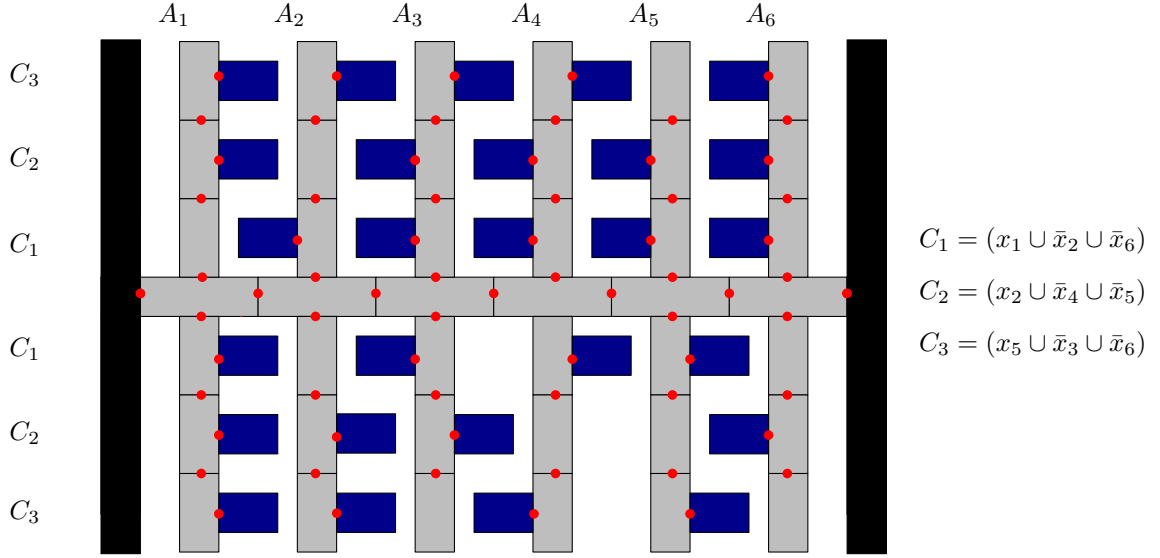 A₁ A₂ A₃ A₄ A₅ A₆
C₃
C₂
C₁
C₁ = (x₁ ∪ x̄₂ ∪ x̄₆)
C₂ = (x₂ ∪ x̄₄ ∪ x̄₅)
C₁
C₃ = (x₅ ∪ x̄₃ ∪ x̄₆)
C₂
C₃